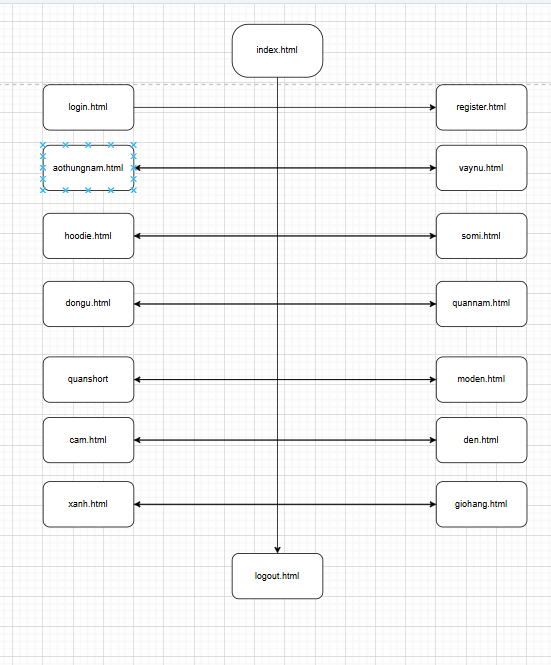 index.html
login.html
register.html
aothungnam.html
vaynu.html
hoodie.html
somi.html
dongu.html
quannam.html
quanshort
moden.html
cam.html
den.html
xanh.html
giohang.html
logout.html